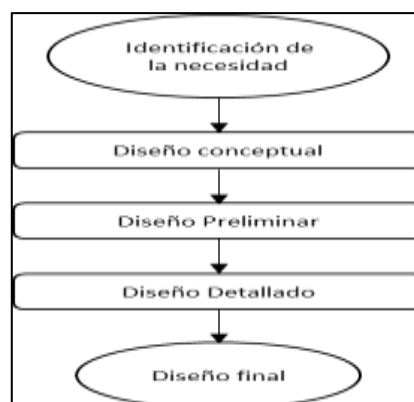 Identificación de
la necesidad
Diseño conceptual
Diseño Preliminar
Diseño Detallado
Diseño final